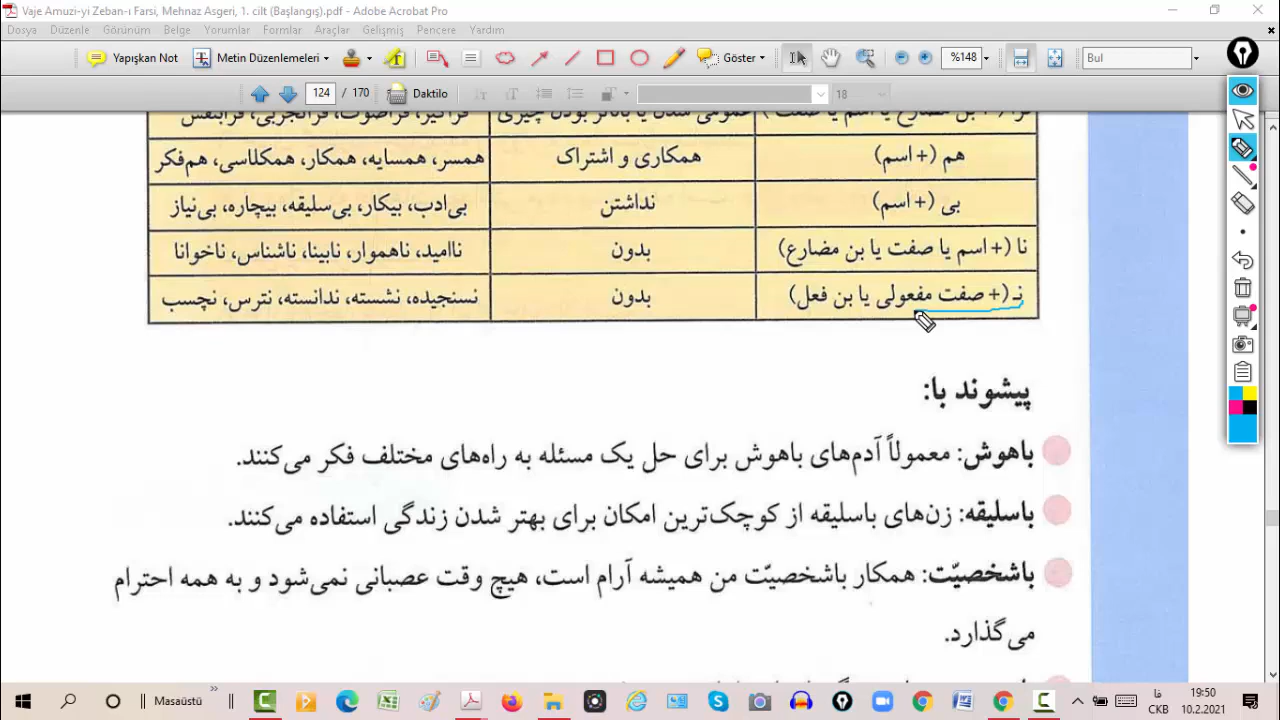 Vaje Amuzi-yi Zeban-ı Farsi, Mehnaz Asgeri, 1. cilt (Başlangış).pdf - Adobe Acrobat Pro
Dosya Düzenle Görünüm Belge Yorumlar Formlar Araçlar Gelişmiş Pencere Yardım
Yapışkan Not Metin Düzenlemeleri Göster %148 Bul
124 / 170 Daktilo 18
هم (+ اسم) همکاری و اشتراک همسر، همسایه، همکار، همکلاسی، هم‌فکر
بی (+ اسم) نداشتن بی‌ادب، بیکار، بی‌سلیقه، بیچاره، بی‌نیاز
نا (+ اسم یا صفت یا بن مضارع) بدون ناامید، ناهموار، نابینا، ناشناس، ناخوانا
نـ (+ صفت مفعولی یا بن فعل) بدون نسنجیده، نشسته، ندانسته، نترس، نچسب
پیشوند با:
باهوش: معمولاً آدم‌های باهوش برای حل یک مسئله به راه‌های مختلف فکر می‌کنند.
باسلیقه: زن‌های باسلیقه از کوچک‌ترین امکان برای بهتر شدن زندگی استفاده می‌کنند.
باشخصیّت: همکار باشخصیّت من همیشه آرام است، هیچ وقت عصبانی نمی‌شود و به همه احترام
می‌گذارد.
Masaüstü
فا 19:50
CKB 10.2.2021